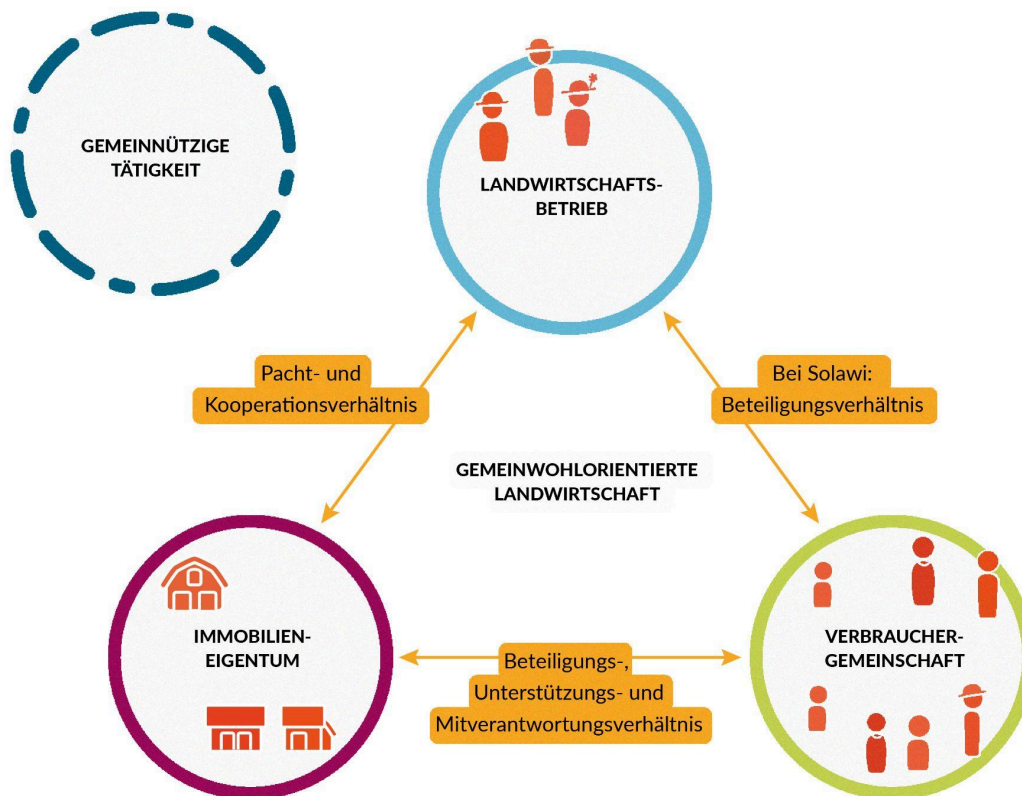 GEMEINNÜTZIGE
TÄTIGKEIT
LANDWIRTSCHAFTS-
BETRIEB
Pacht- und
Kooperationsverhältnis
Bei Solawi:
Beteiligungsverhältnis
GEMEINWOHLORIENTIERTE
LANDWIRTSCHAFT
IMMOBILIEN-
EIGENTUM
Beteiligungs-,
Unterstützungs- und
Mitverantwortungsverhältnis
VERBRAUCHER-
GEMEINSCHAFT